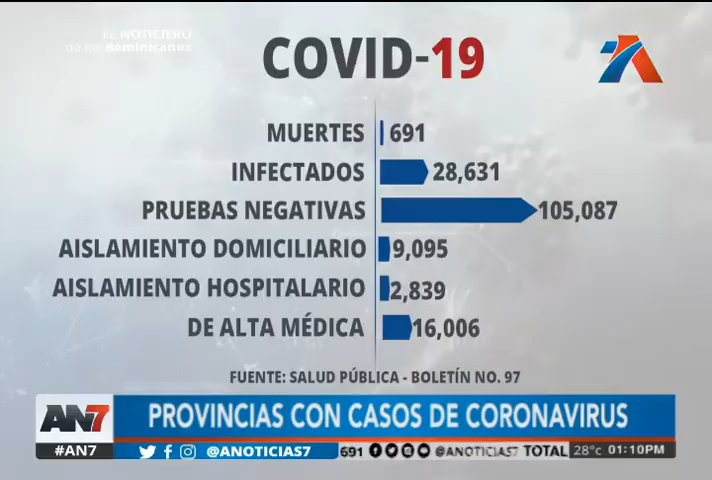 EL NOTICIERO
de los dominicanos
COVID-19
MUERTES 691
INFECTADOS 28,631
PRUEBAS NEGATIVAS 105,087
AISLAMIENTO DOMICILIARIO 9,095
AISLAMIENTO HOSPITALARIO 2,839
DE ALTA MÉDICA 16,006
FUENTE: SALUD PÚBLICA - BOLETÍN NO. 97
AN7 PROVINCIAS CON CASOS DE CORONAVIRUS
#AN7 @ANOTICIAS7 691 @ANOTICIAS7 TOTAL 28°c 01:10PM